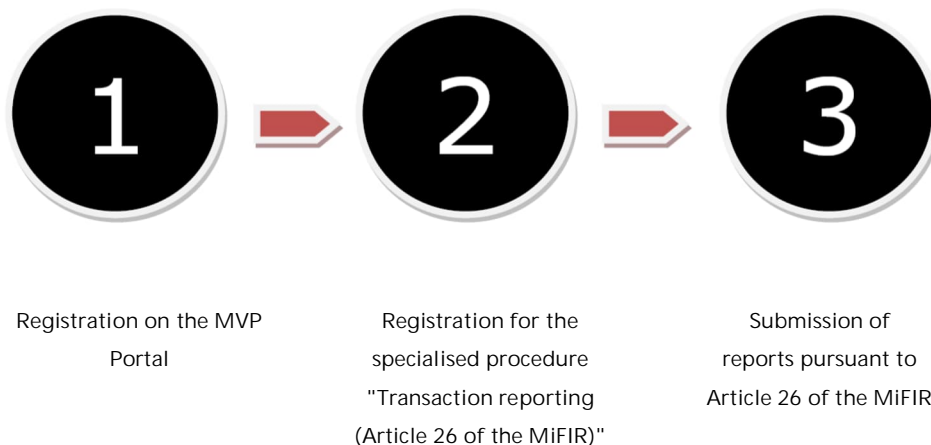 1
2
3
Registration on the MVP
Portal
Registration for the
specialised procedure
"Transaction reporting
(Article 26 of the MiFIR)"
Submission of
reports pursuant to
Article 26 of the MiFIR